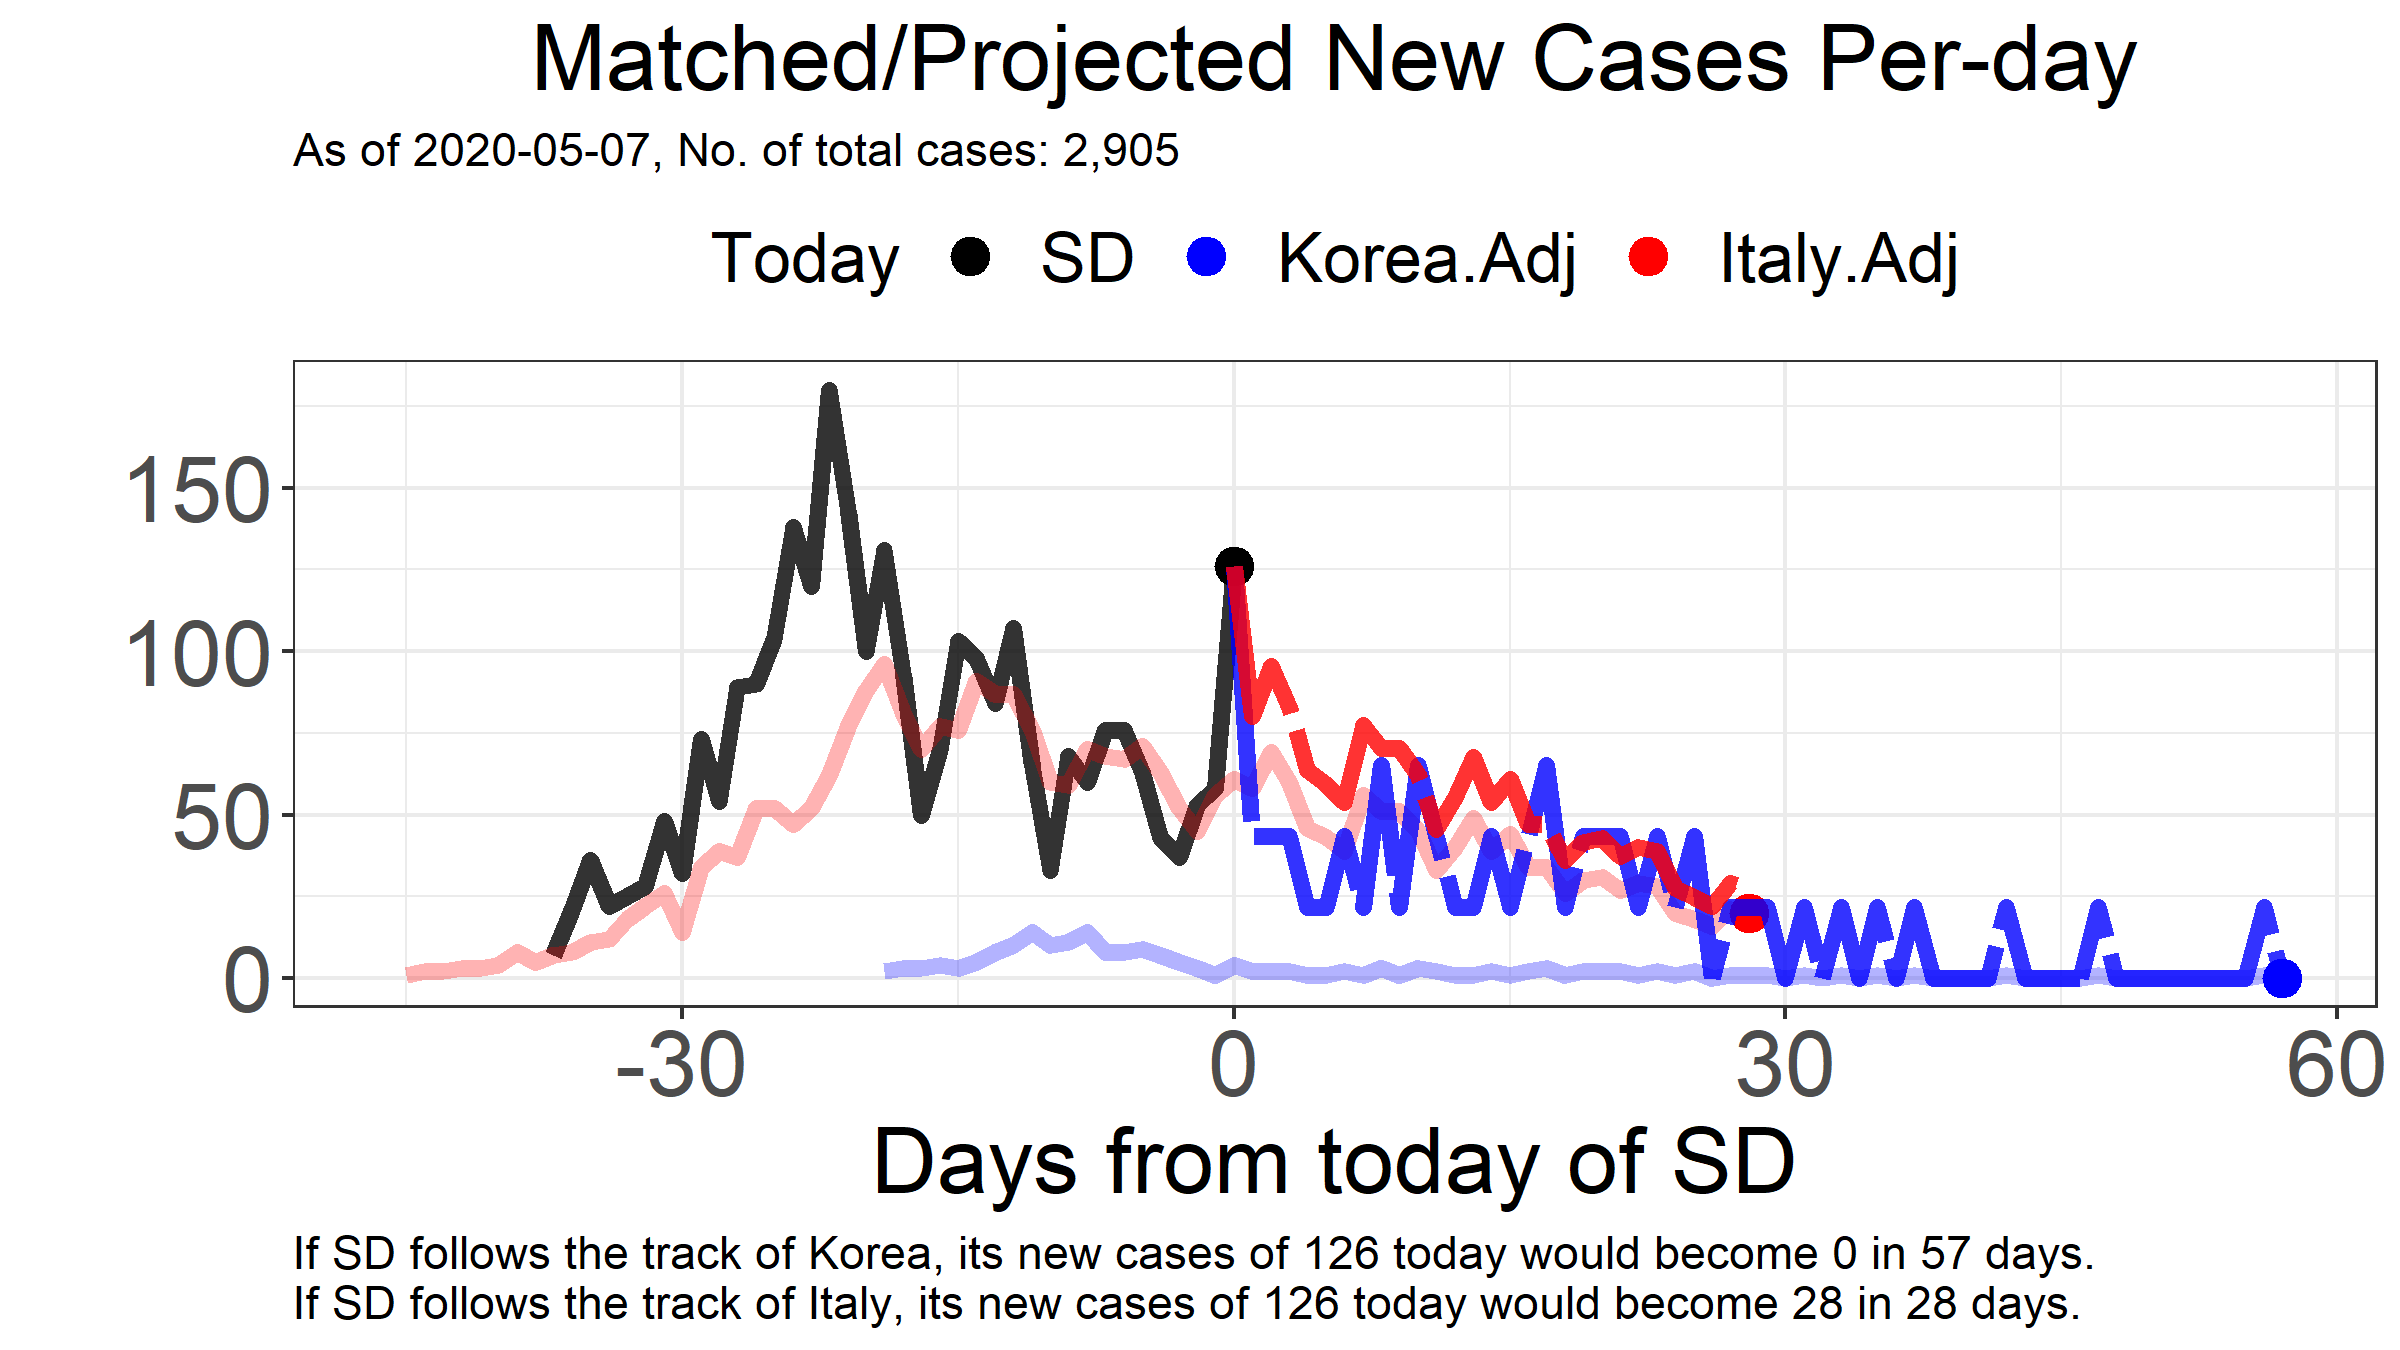 Matched/Projected New Cases Per-day
As of 2020-05-07, No. of total cases: 2,905
Today SD Korea.Adj Italy.Adj
150
100
50
0
-30 0 30 60
Days from today of SD
If SD follows the track of Korea, its new cases of 126 today would become 0 in 57 days.
If SD follows the track of Italy, its new cases of 126 today would become 28 in 28 days.